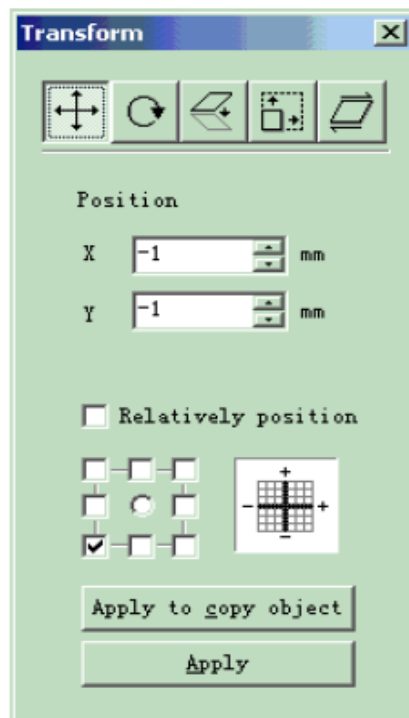 Transform
Position
X -1 mm
Y -1 mm
Relatively position
+
- +
-
Apply to copy object
Apply